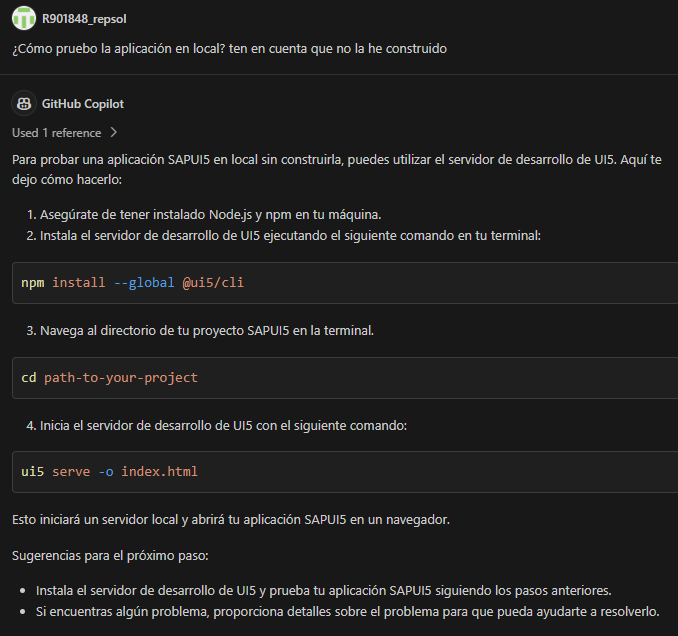 R901848_repsol
¿Cómo pruebo la aplicación en local? ten en cuenta que no la he construido
GitHub Copilot
Used 1 reference >
Para probar una aplicación SAPUI5 en local sin construirla, puedes utilizar el servidor de desarrollo de UI5. Aquí te
dejo cómo hacerlo:
1. Asegúrate de tener instalado Node.js y npm en tu máquina.
2. Instala el servidor de desarrollo de UI5 ejecutando el siguiente comando en tu terminal:
npm install --global @ui5/cli
3. Navega al directorio de tu proyecto SAPUI5 en la terminal.
cd path-to-your-project
4. Inicia el servidor de desarrollo de UI5 con el siguiente comando:
ui5 serve -o index.html
Esto iniciará un servidor local y abrirá tu aplicación SAPUI5 en un navegador.
Sugerencias para el próximo paso:
• Instala el servidor de desarrollo de UI5 y prueba tu aplicación SAPUI5 siguiendo los pasos anteriores.
• Si encuentras algún problema, proporciona detalles sobre el problema para que pueda ayudarte a resolverlo.